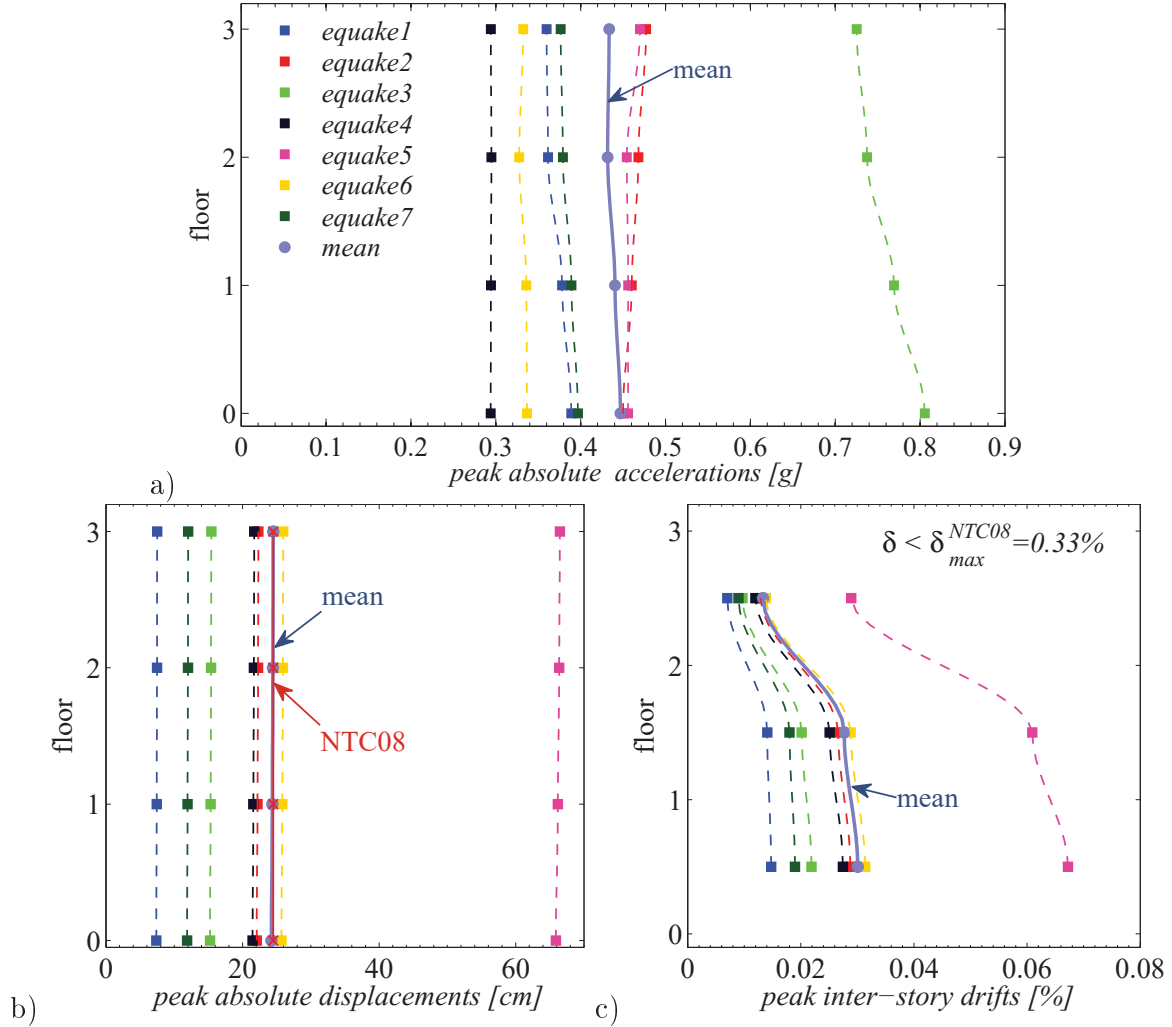 3
2
1
0
floor
equake1
equake2
equake3
equake4
equake5
equake6
equake7
mean
mean
0 0.1 0.2 0.3 0.4 0.5 0.6 0.7 0.8 0.9
peak absolute accelerations [g]
a)
3
2
1
0
floor
mean
NTC08
0 20 40 60
peak absolute displacements [cm]
b)
3
2
1
0
floor
δ < δ_max^NTC08=0.33%
mean
0 0.02 0.04 0.06 0.08
peak inter−story drifts [%]
c)